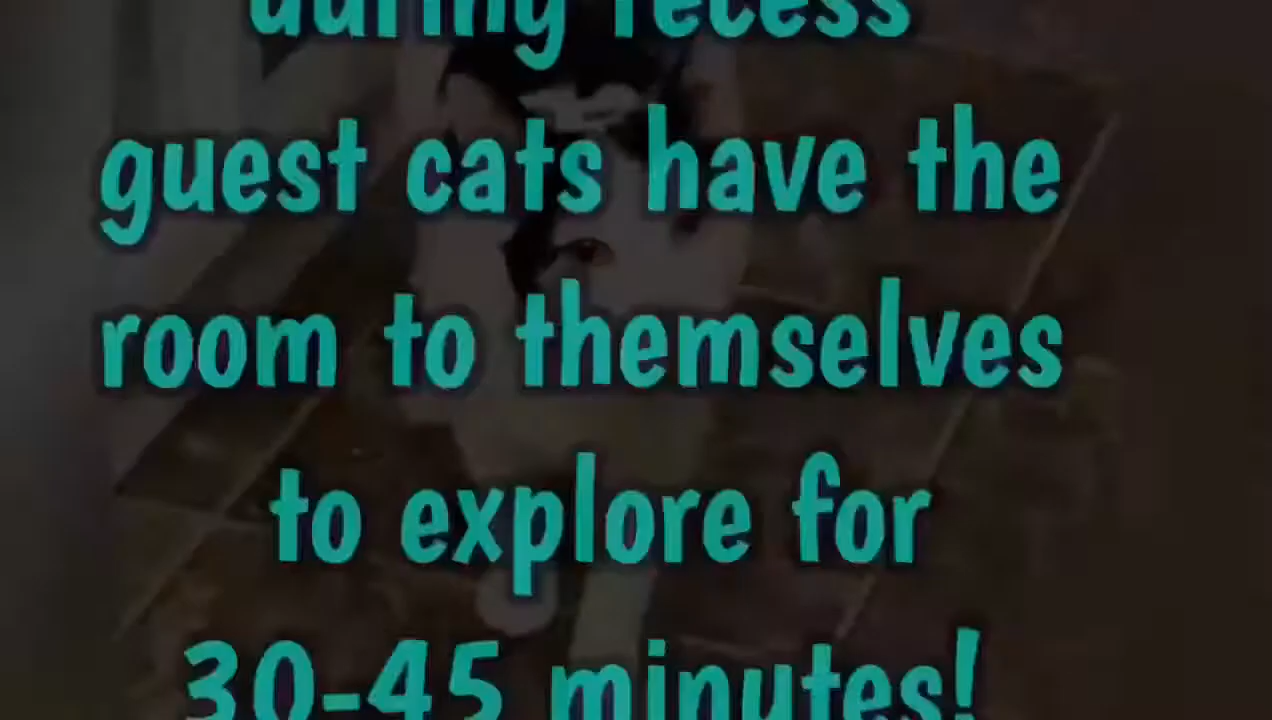 during recess
guest cats have the
room to themselves
to explore for
30-45 minutes!